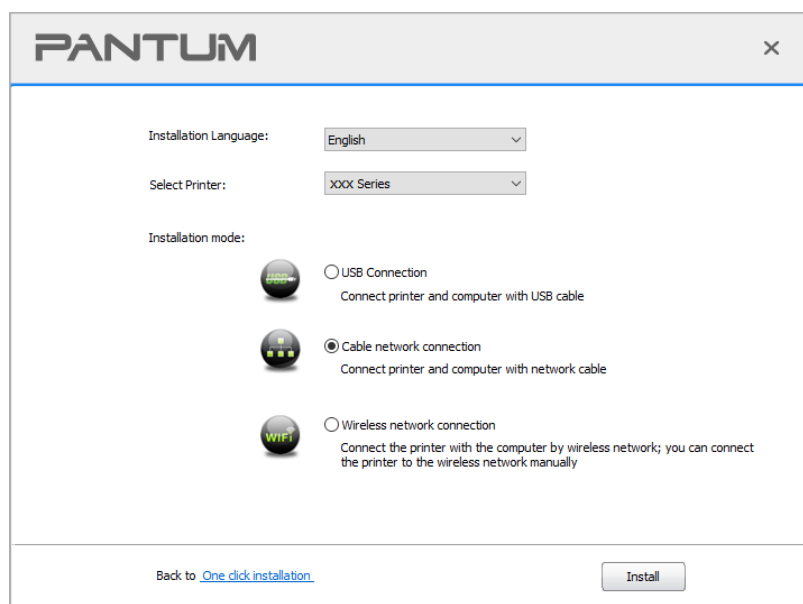 PANTUM
Installation Language:
English
Select Printer:
XXX Series
Installation mode:
USB
USB Connection
Connect printer and computer with USB cable
Cable network connection
Connect printer and computer with network cable
WiFi
Wireless network connection
Connect the printer with the computer by wireless network; you can connect
the printer to the wireless network manually
Back to One click installation
Install